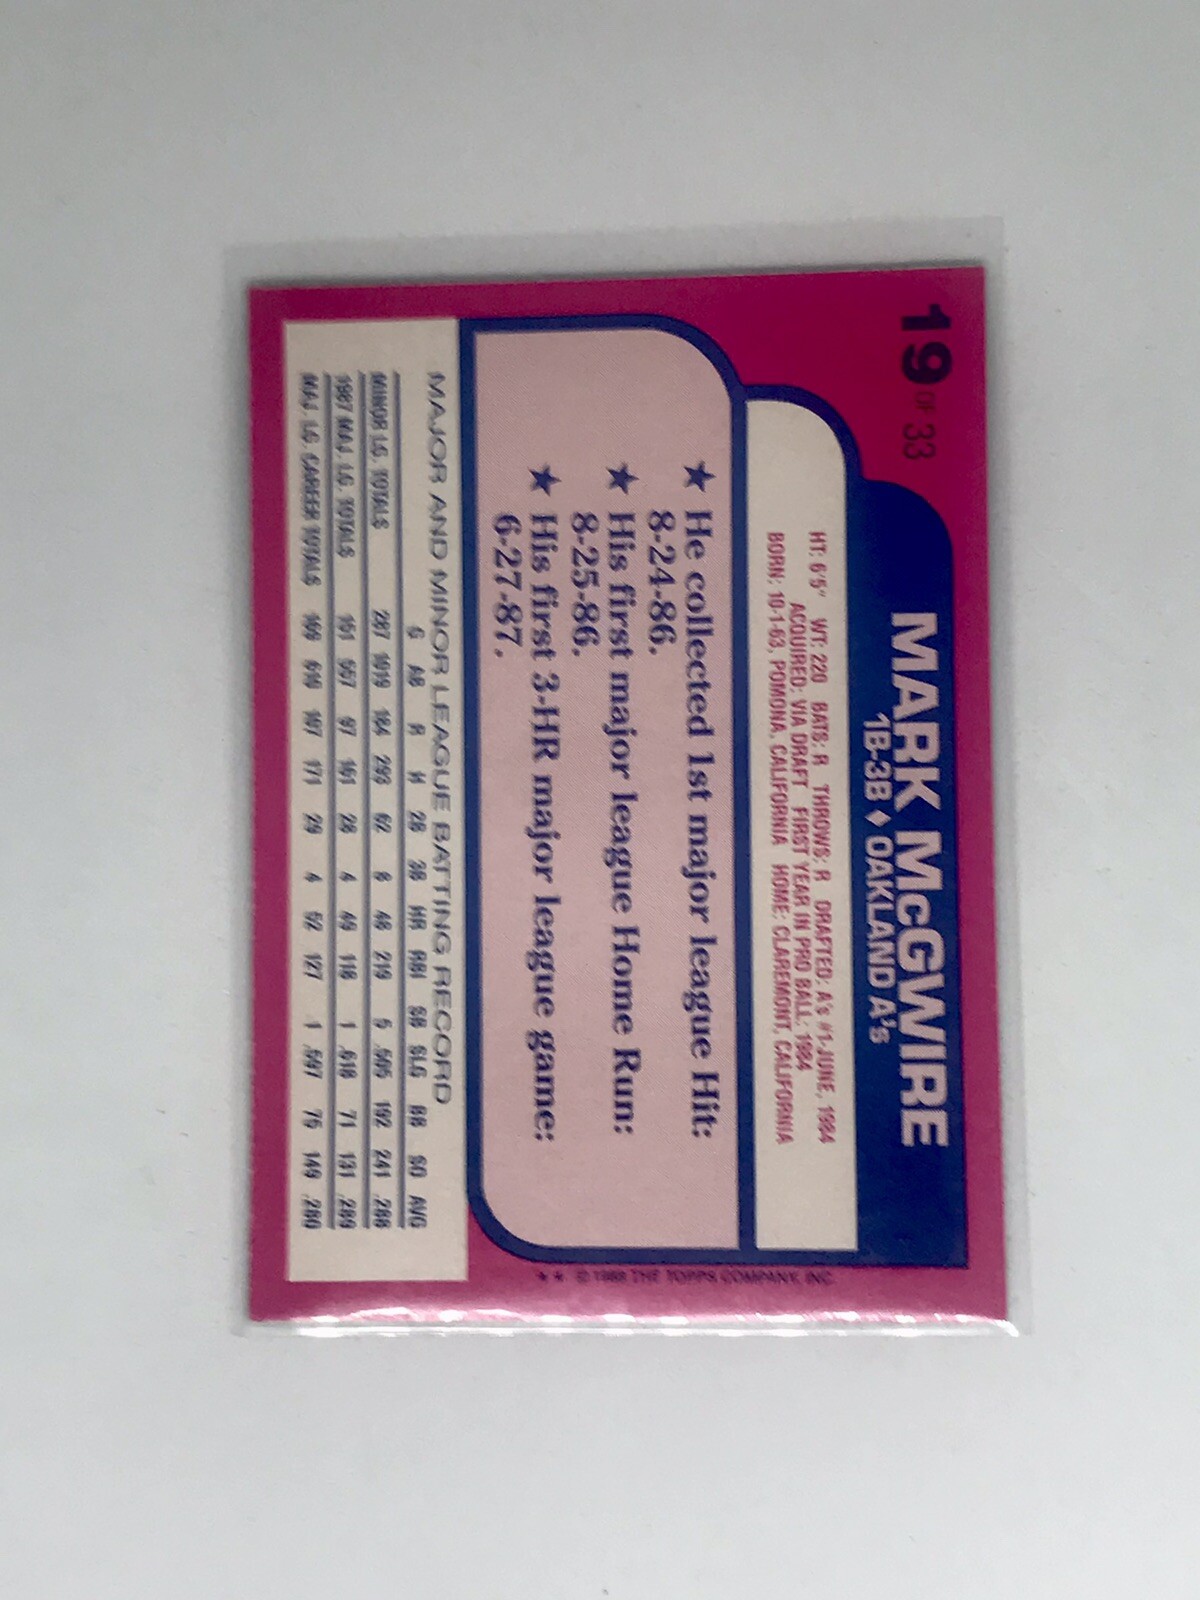 19 OF 33
MARK McGWIRE
1B-3B ♦ OAKLAND A's
HT: 6'5" WT: 220 BATS: R THROWS: R DRAFTED: A's #1-JUNE, 1984
ACQUIRED: VIA DRAFT FIRST YEAR IN PRO BALL: 1984
BORN: 10-1-63, POMONA, CALIFORNIA HOME: CLAREMONT, CALIFORNIA
★ He collected 1st major league Hit:
8-24-86.
★ His first major league Home Run:
8-25-86.
★ His first 3-HR major league game:
6-27-87.
MAJOR AND MINOR LEAGUE BATTING RECORD
G AB R H 2B 3B HR RBI SB SLG BB SO AVG
MINOR LG. TOTALS 287 1019 184 293 62 8 48 219 5 .505 192 241 .288
1987 MAJ. LG. TOTALS 151 557 97 161 28 4 49 118 1 .618 71 131 .289
MAJ. LG. CAREER TOTALS 169 610 107 171 29 4 52 127 1 .597 75 149 .280
★★ © 1988 THE TOPPS COMPANY, INC.